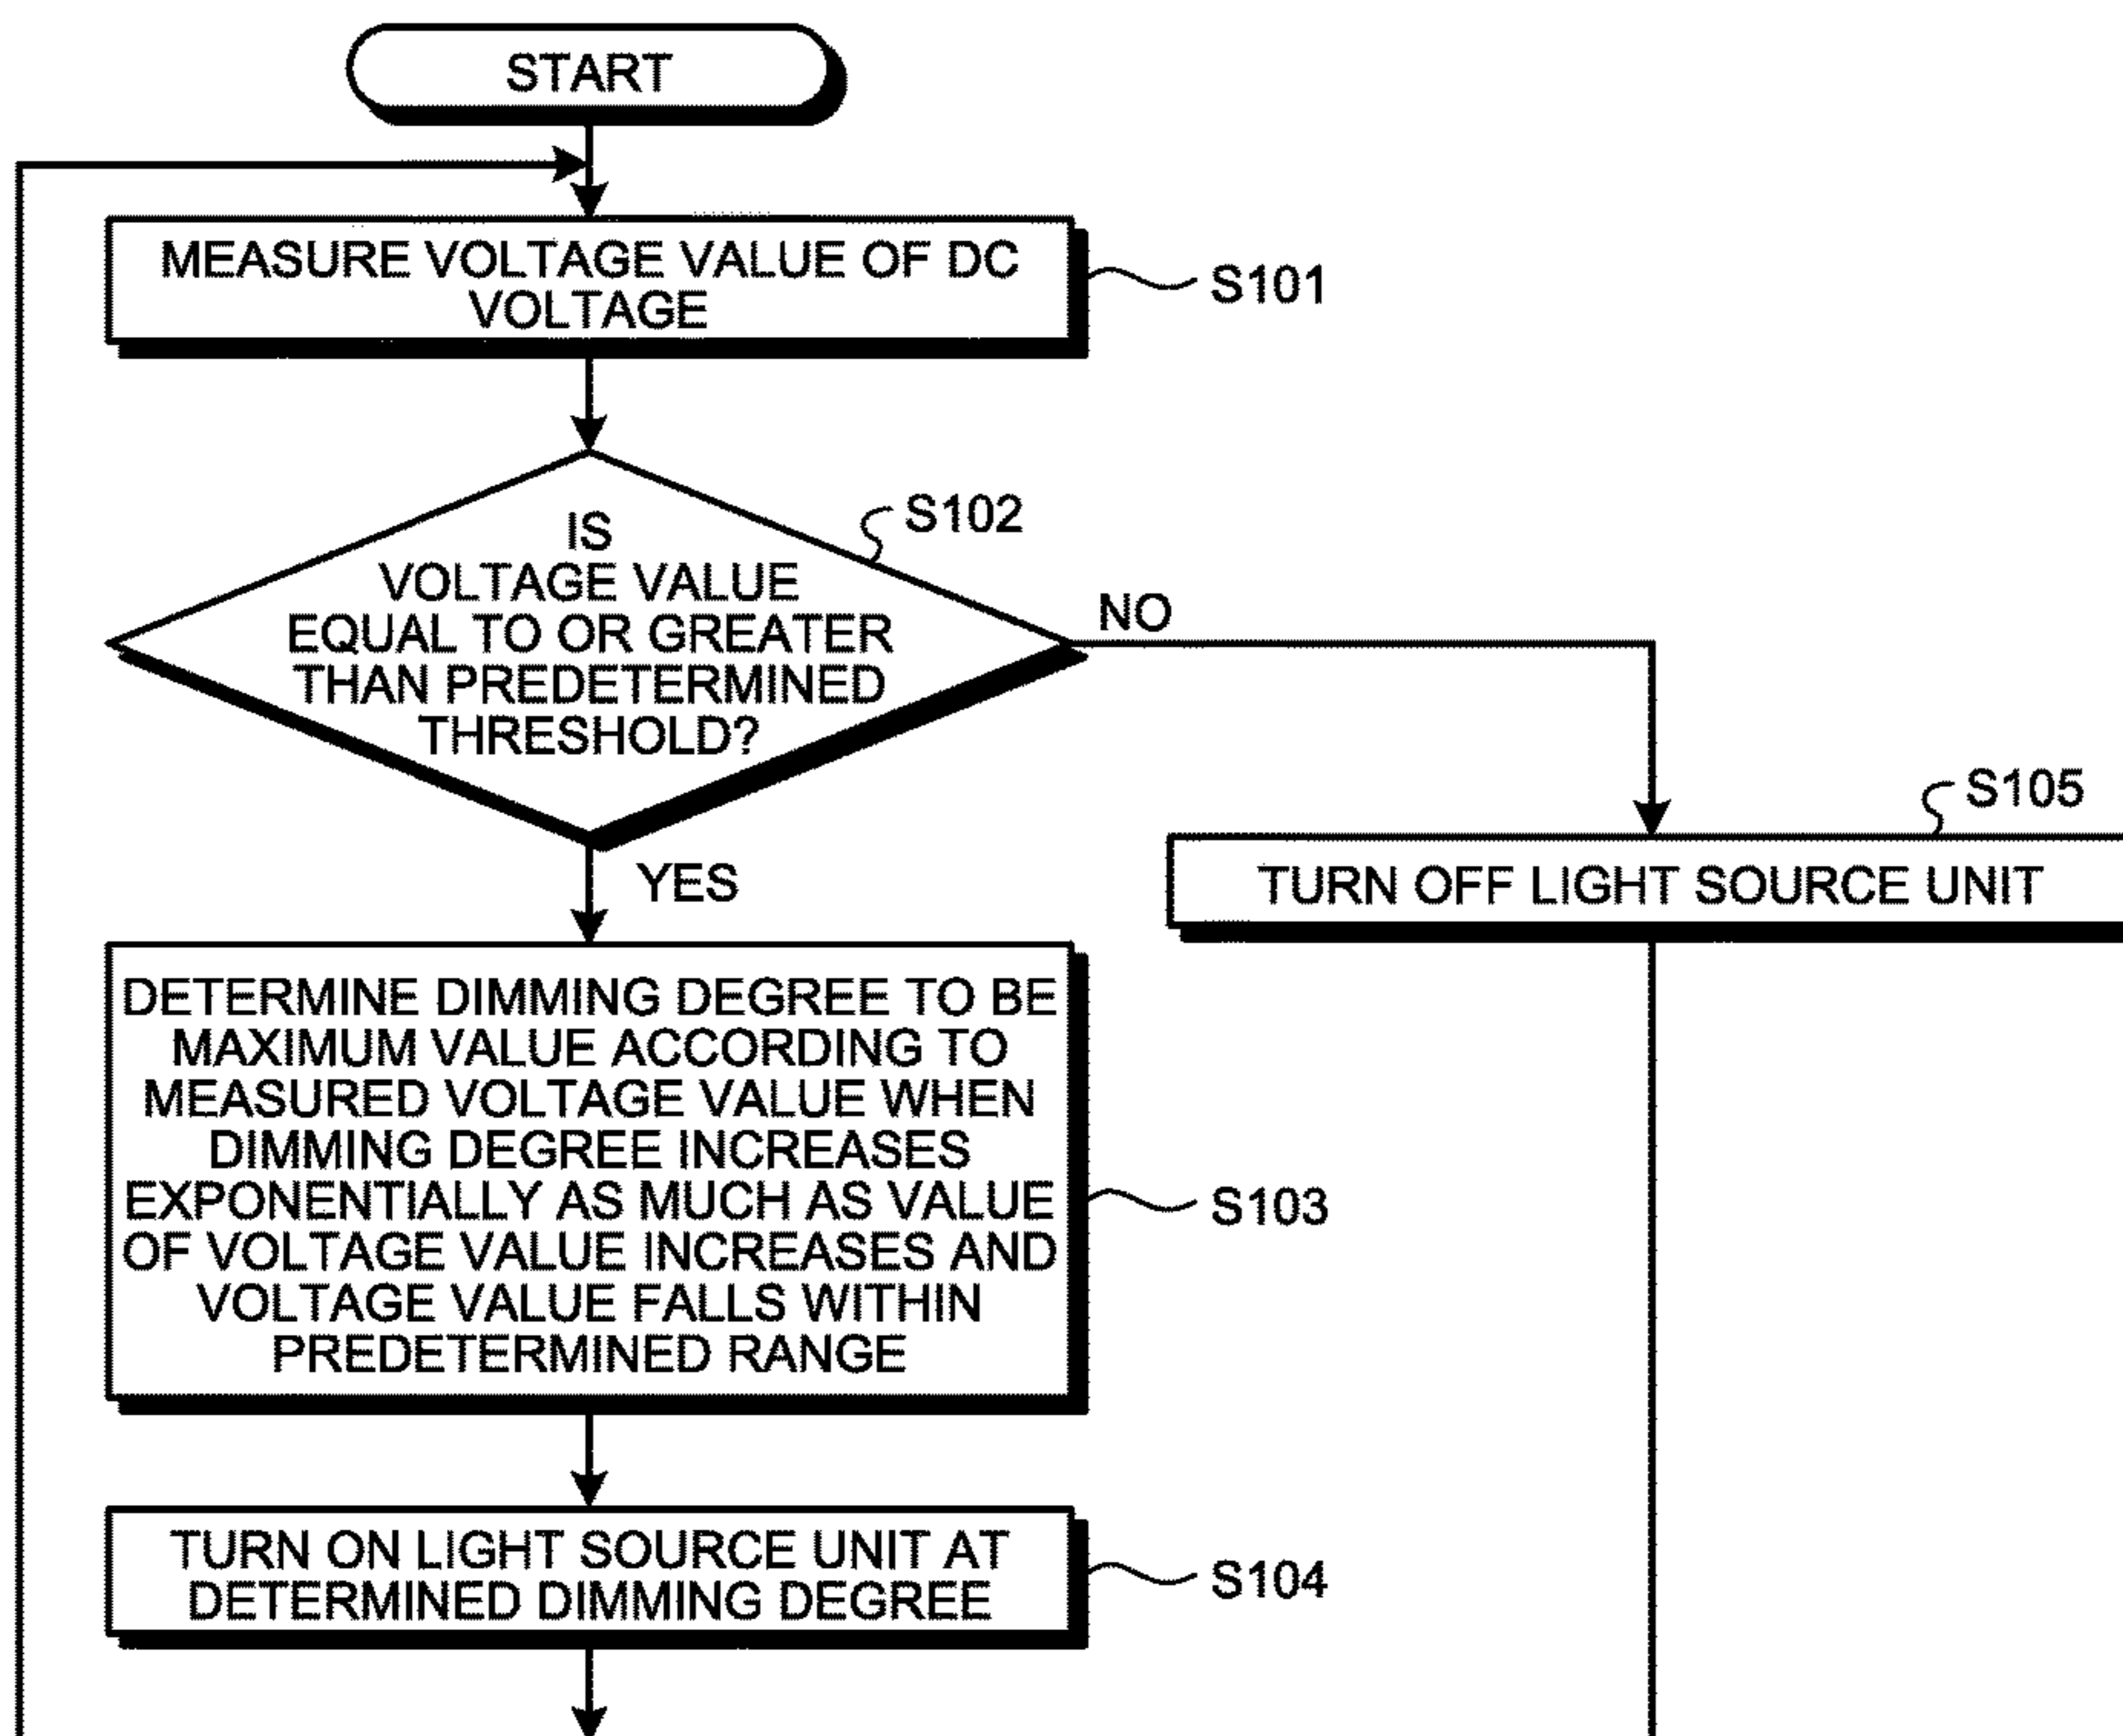 START
MEASURE VOLTAGE VALUE OF DC
VOLTAGE
S101
S102
IS
VOLTAGE VALUE
EQUAL TO OR GREATER
THAN PREDETERMINED
THRESHOLD?
NO
YES
S105
TURN OFF LIGHT SOURCE UNIT
DETERMINE DIMMING DEGREE TO BE
MAXIMUM VALUE ACCORDING TO
MEASURED VOLTAGE VALUE WHEN
DIMMING DEGREE INCREASES
EXPONENTIALLY AS MUCH AS VALUE
OF VOLTAGE VALUE INCREASES AND
VOLTAGE VALUE FALLS WITHIN
PREDETERMINED RANGE
S103
TURN ON LIGHT SOURCE UNIT AT
DETERMINED DIMMING DEGREE
S104